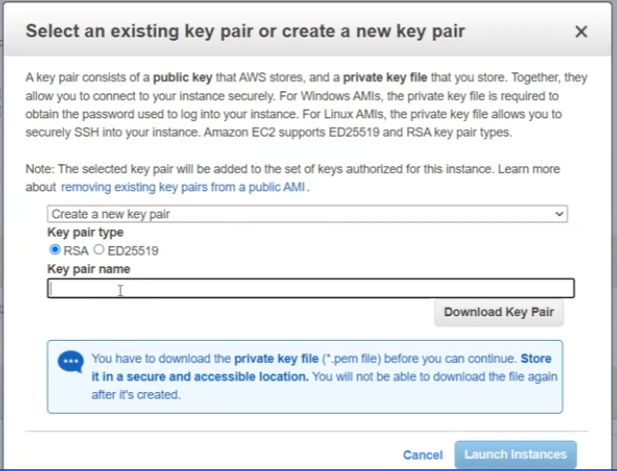 Select an existing key pair or create a new key pair
A key pair consists of a public key that AWS stores, and a private key file that you store. Together, they
allow you to connect to your instance securely. For Windows AMIs, the private key file is required to
obtain the password used to log into your instance. For Linux AMIs, the private key file allows you to
securely SSH into your instance. Amazon EC2 supports ED25519 and RSA key pair types.
Note: The selected key pair will be added to the set of keys authorized for this instance. Learn more
about removing existing key pairs from a public AMI.
Create a new key pair
Key pair type
RSA ED25519
Key pair name
Download Key Pair
You have to download the private key file (*.pem file) before you can continue. Store
it in a secure and accessible location. You will not be able to download the file again
after it's created.
Cancel Launch Instances